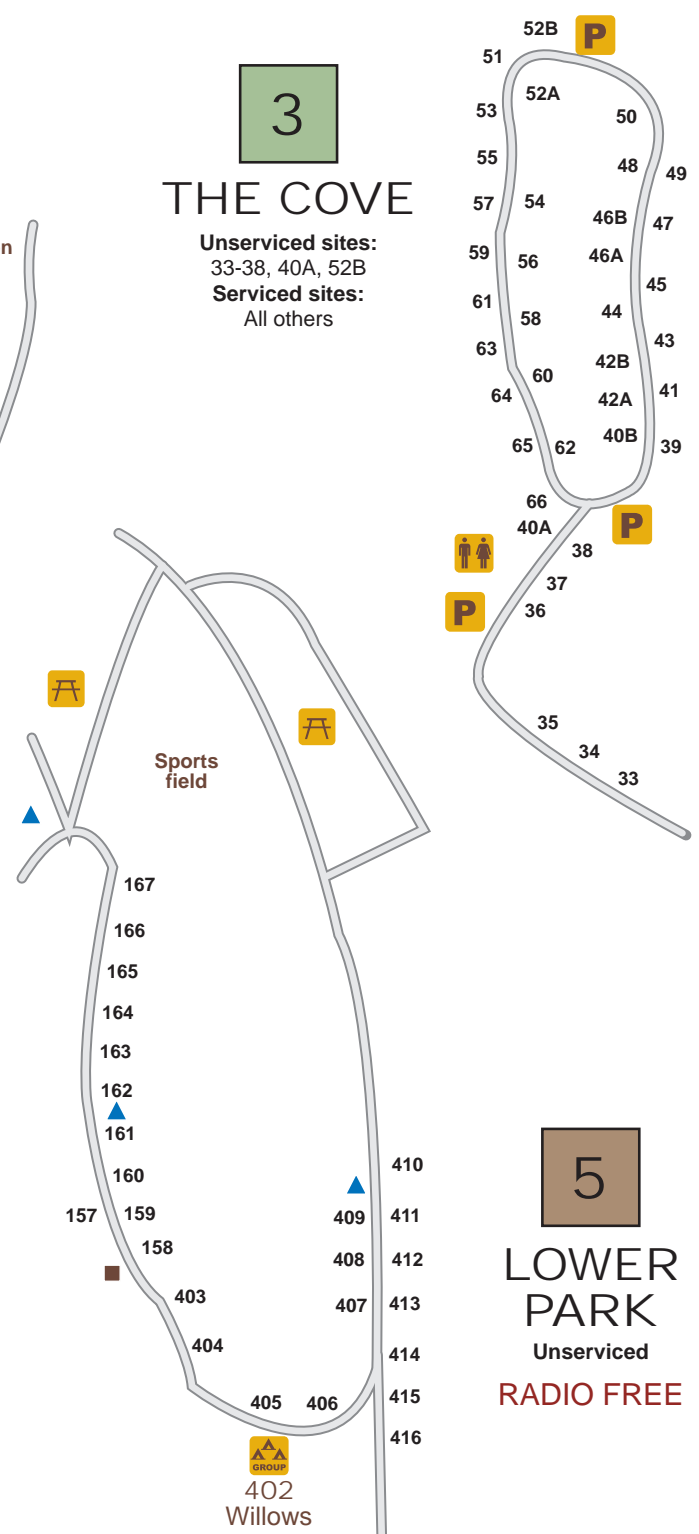 52B
P
51
3
52A
53
50
55
48
49
THE COVE
57
54
46B
47
Unserviced sites:
33-38, 40A, 52B
Serviced sites:
All others
n
59
56
46A
45
61
58
44
43
63
60
42B
41
64
42A
65
62
40B
39
66
40A
P
38
37
P
36
35
34
33
Sports
field
167
166
165
164
163
162
161
160
157
159
158
403
404
405
406
GROUP
402
Willows
410
409
411
408
412
407
413
414
415
416
5
LOWER
PARK
Unserviced
RADIO FREE